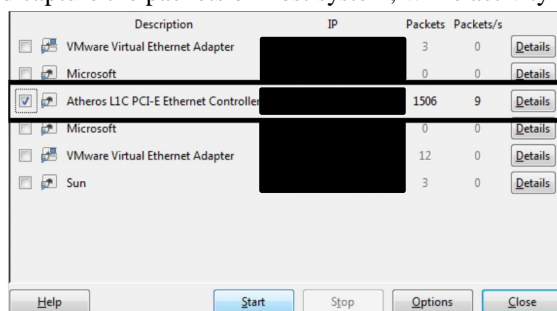 Description IP Packets Packets/s
VMware Virtual Ethernet Adapter 3 0 Details
Microsoft 0 0 Details
Atheros L1C PCI-E Ethernet Controller 1506 9 Details
Microsoft 0 0 Details
VMware Virtual Ethernet Adapter 12 0 Details
Sun 3 0 Details
Help Start Stop Options Close